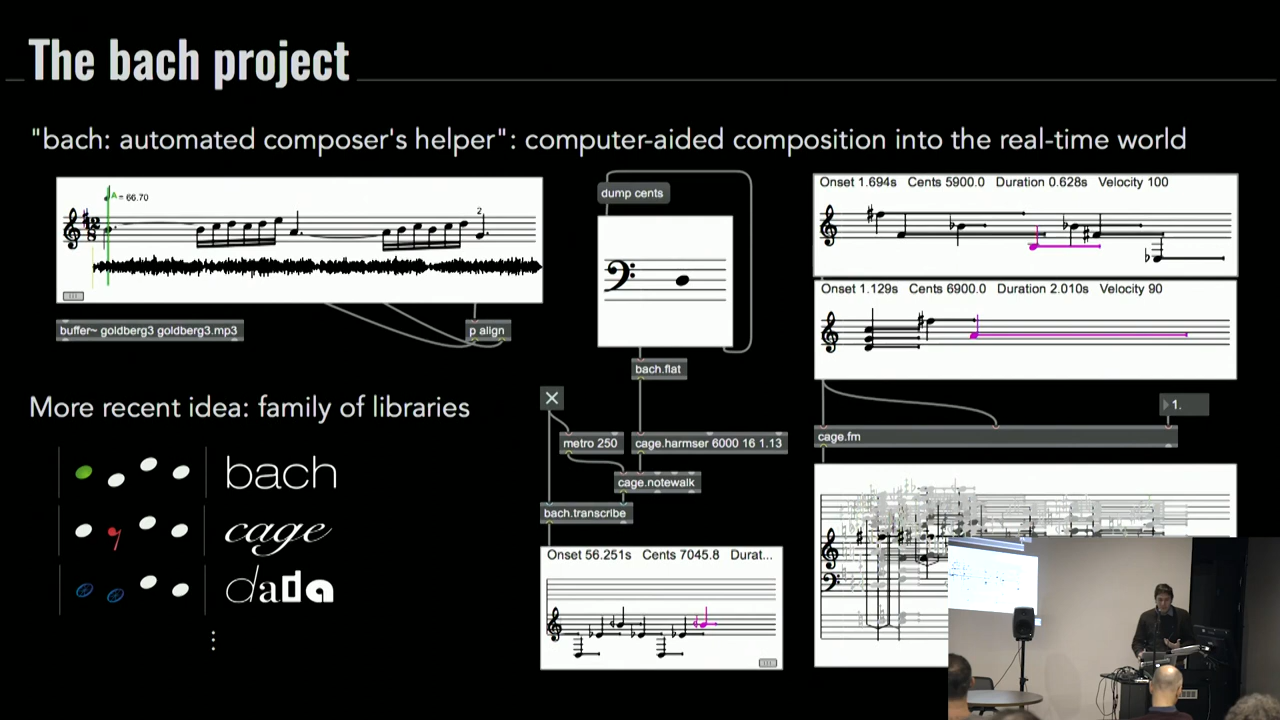 The bach project
"bach: automated composer's helper": computer-aided composition into the real-time world
A = 66.70
12
8
2
buffer~ goldberg3 goldberg3.mp3
p align
dump cents
bach.flat
metro 250
cage.harmser 6000 16 1.13
cage.notewalk
bach.transcribe
Onset 56.251s Cents 7045.8 Durat...
Onset 1.694s Cents 5900.0 Duration 0.628s Velocity 100
Onset 1.129s Cents 6900.0 Duration 2.010s Velocity 90
1.
cage.fm
More recent idea: family of libraries
bach
cage
dada